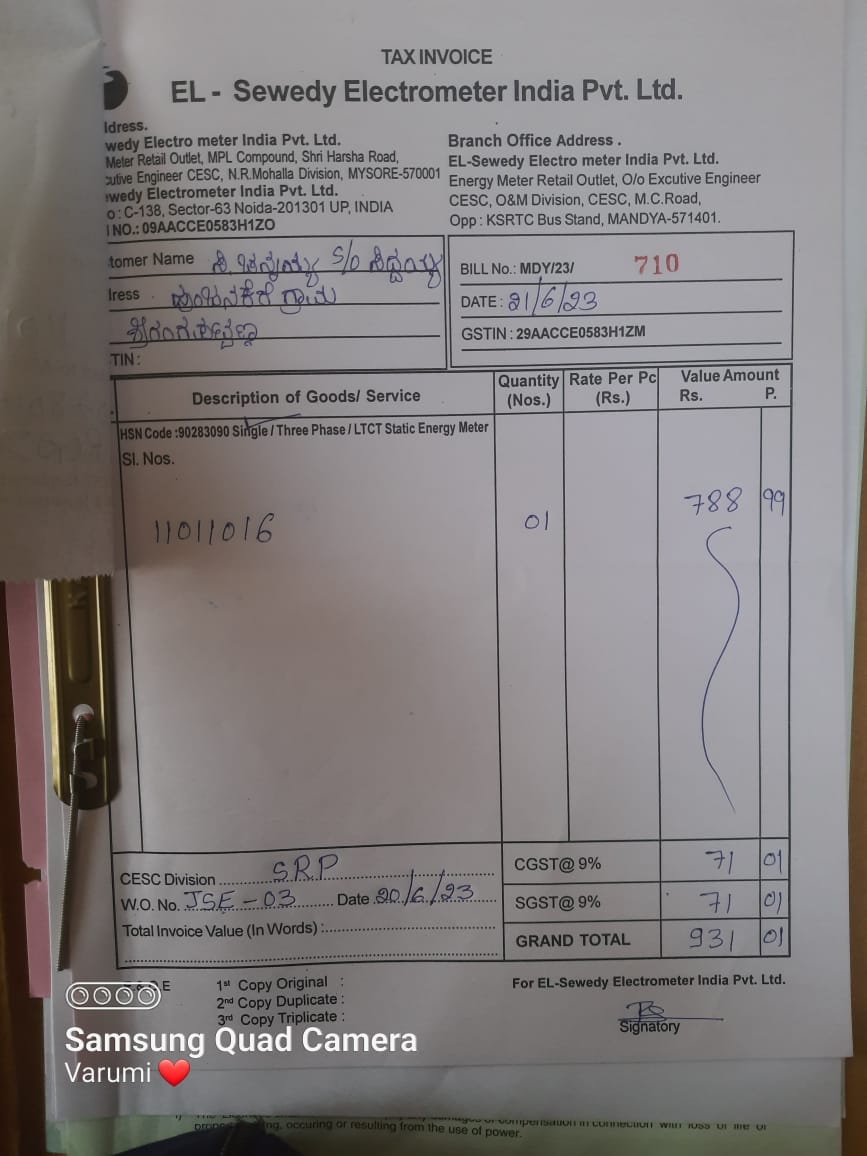 TAX INVOICE
EL - Sewedy Electrometer India Pvt. Ltd.
ldress.
wedy Electro meter India Pvt. Ltd.
Meter Retail Outlet, MPL Compound, Shri Harsha Road,
cutive Engineer CESC, N.R.Mohalla Division, MYSORE-570001
ewedy Electrometer India Pvt. Ltd.
o : C-138, Sector-63 Noida-201301 UP, INDIA
NO.: 09AACCE0583H1ZO
Branch Office Address .
EL-Sewedy Electro meter India Pvt. Ltd.
Energy Meter Retail Outlet, O/o Excutive Engineer
CESC, O&M Division, CESC, M.C.Road,
Opp : KSRTC Bus Stand, MANDYA-571401.
tomer Name S/o
lress ಗ್ರಾಮ
TIN :
BILL No.: MDY/23/ 710
DATE : 21/6/23
GSTIN : 29AACCE0583H1ZM
Description of Goods/ Service
Quantity (Nos.)
Rate Per Pc (Rs.)
Value Amount
Rs. P.
HSN Code :90283090 Single / Three Phase / LTCT Static Energy Meter
Sl. Nos.
11011016 01 788 99
CESC Division SRP
W.O. No. JSE-03 Date 20/6/23
Total Invoice Value (In Words) :
CGST@ 9% 71 01
SGST@ 9% 71 01
GRAND TOTAL 931 01
1st Copy Original :
2nd Copy Duplicate :
3rd Copy Triplicate :
For EL-Sewedy Electrometer India Pvt. Ltd.
Signatory
Samsung Quad Camera
Varumi ❤️
ng, occuring or resulting from the use of power.